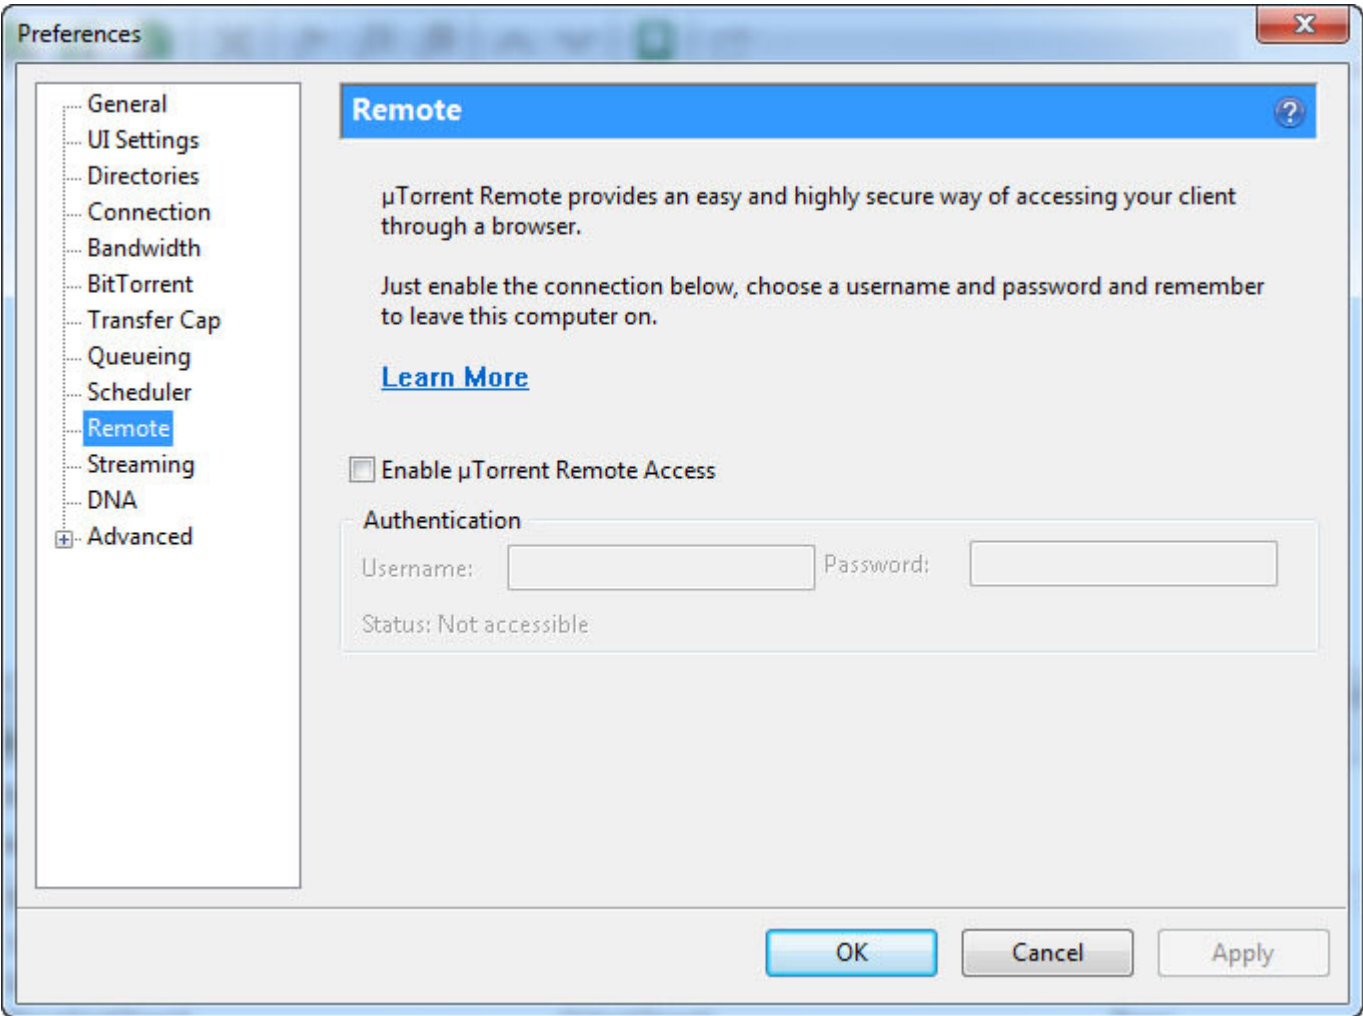 Preferences
General
UI Settings
Directories
Connection
Bandwidth
BitTorrent
Transfer Cap
Queueing
Scheduler
Remote
Streaming
DNA
Advanced
Remote
µTorrent Remote provides an easy and highly secure way of accessing your client
through a browser.
Just enable the connection below, choose a username and password and remember
to leave this computer on.
Learn More
Enable µTorrent Remote Access
Authentication
Username:
Password:
Status: Not accessible
OK
Cancel
Apply